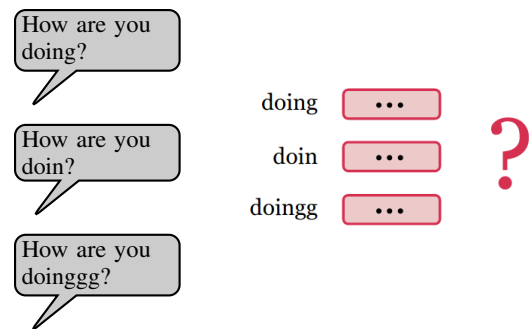 How are you
doing?
How are you
doin?
How are you
doinggg?
doing •••
doin •••
doingg •••
?